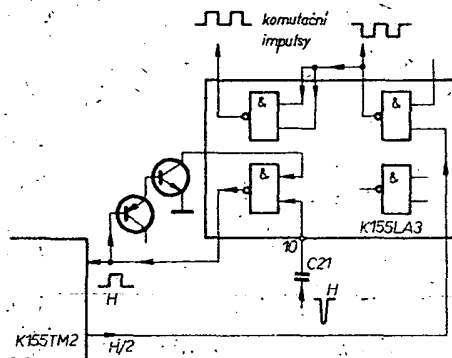 komutační
impulsy
&
&
&
&
K155LA3
10
C21
H
H
K155TM2
H/2